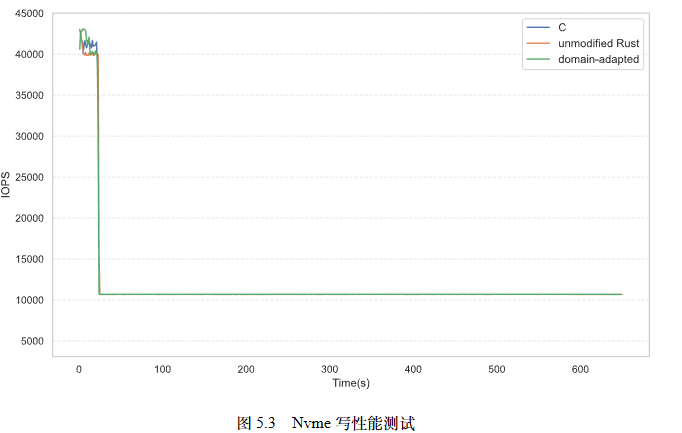 45000
40000
35000
30000
25000
20000
15000
10000
5000
IOPS
C
unmodified Rust
domain-adapted
0
100
200
300
400
500
600
Time(s)
图 5.3 Nvme 写性能测试